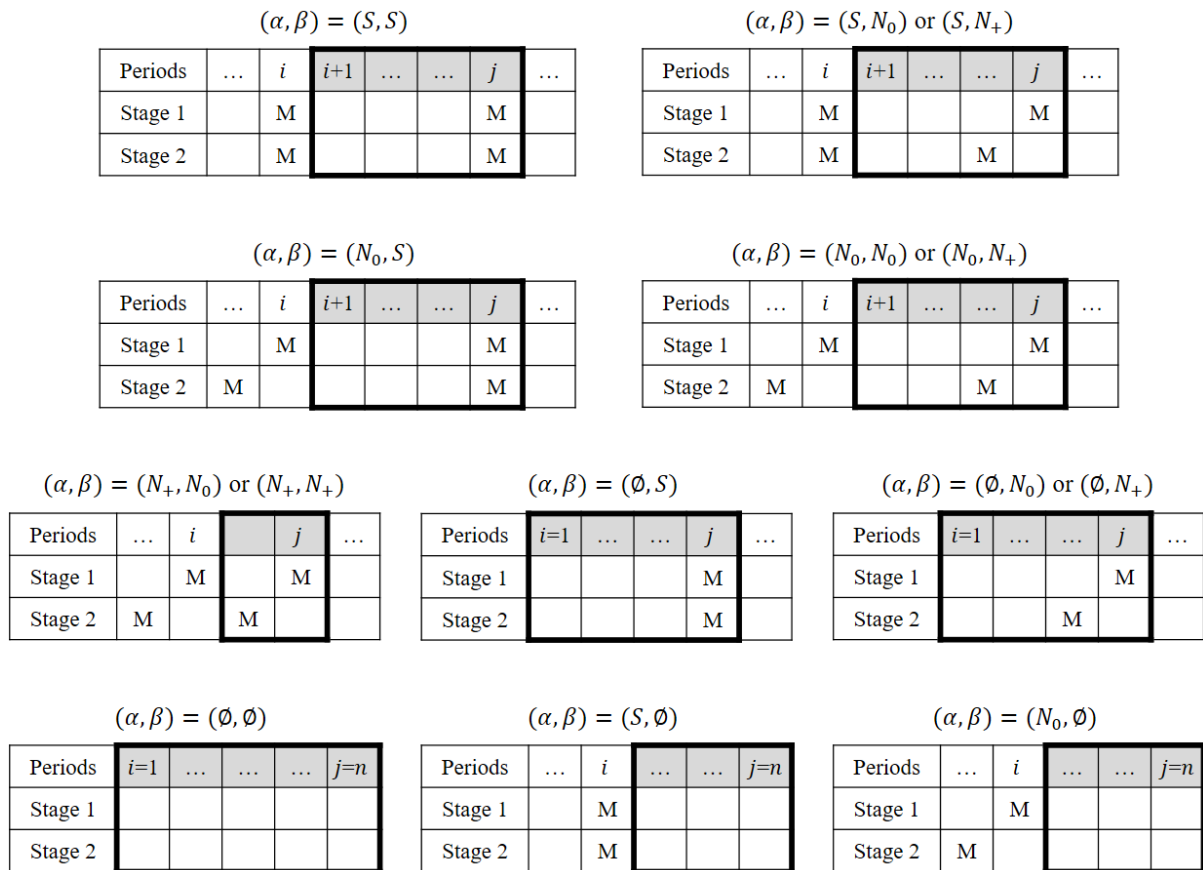 (α, β) = (S, S)
Periods … i i+1 … … j …
Stage 1 M M
Stage 2 M M
(α, β) = (S, N₀) or (S, N₊)
Periods … i i+1 … … j …
Stage 1 M M
Stage 2 M M
(α, β) = (N₀, S)
Periods … i i+1 … … j …
Stage 1 M M
Stage 2 M M
(α, β) = (N₀, N₀) or (N₀, N₊)
Periods … i i+1 … … j …
Stage 1 M M
Stage 2 M M
(α, β) = (N₊, N₀) or (N₊, N₊)
Periods … i j …
Stage 1 M M
Stage 2 M M
(α, β) = (∅, S)
Periods i=1 … … j …
Stage 1 M
Stage 2 M
(α, β) = (∅, N₀) or (∅, N₊)
Periods i=1 … … j …
Stage 1 M
Stage 2 M
(α, β) = (∅, ∅)
Periods i=1 … … … j=n
Stage 1
Stage 2
(α, β) = (S, ∅)
Periods … i … … j=n
Stage 1 M
Stage 2 M
(α, β) = (N₀, ∅)
Periods … i … … j=n
Stage 1 M
Stage 2 M